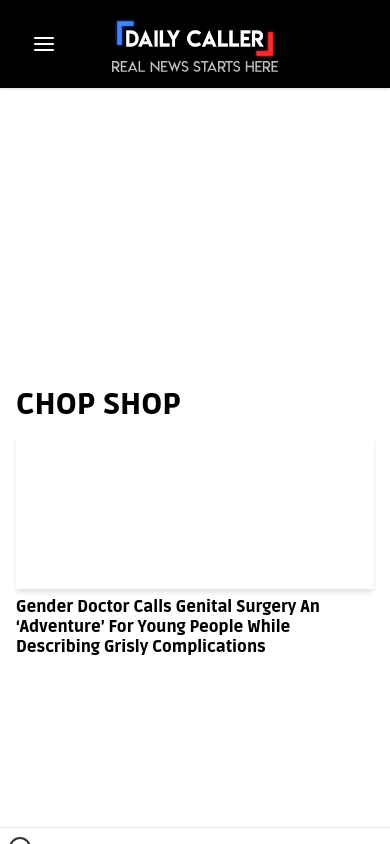 DAILY CALLER
REAL NEWS STARTS HERE
CHOP SHOP
Gender Doctor Calls Genital Surgery An
‘Adventure’ For Young People While
Describing Grisly Complications